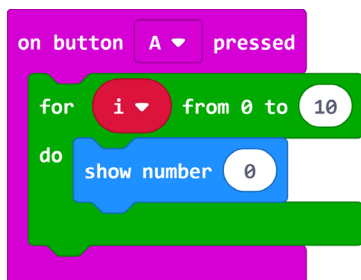 on button A pressed
for i from 0 to 10
do
show number 0